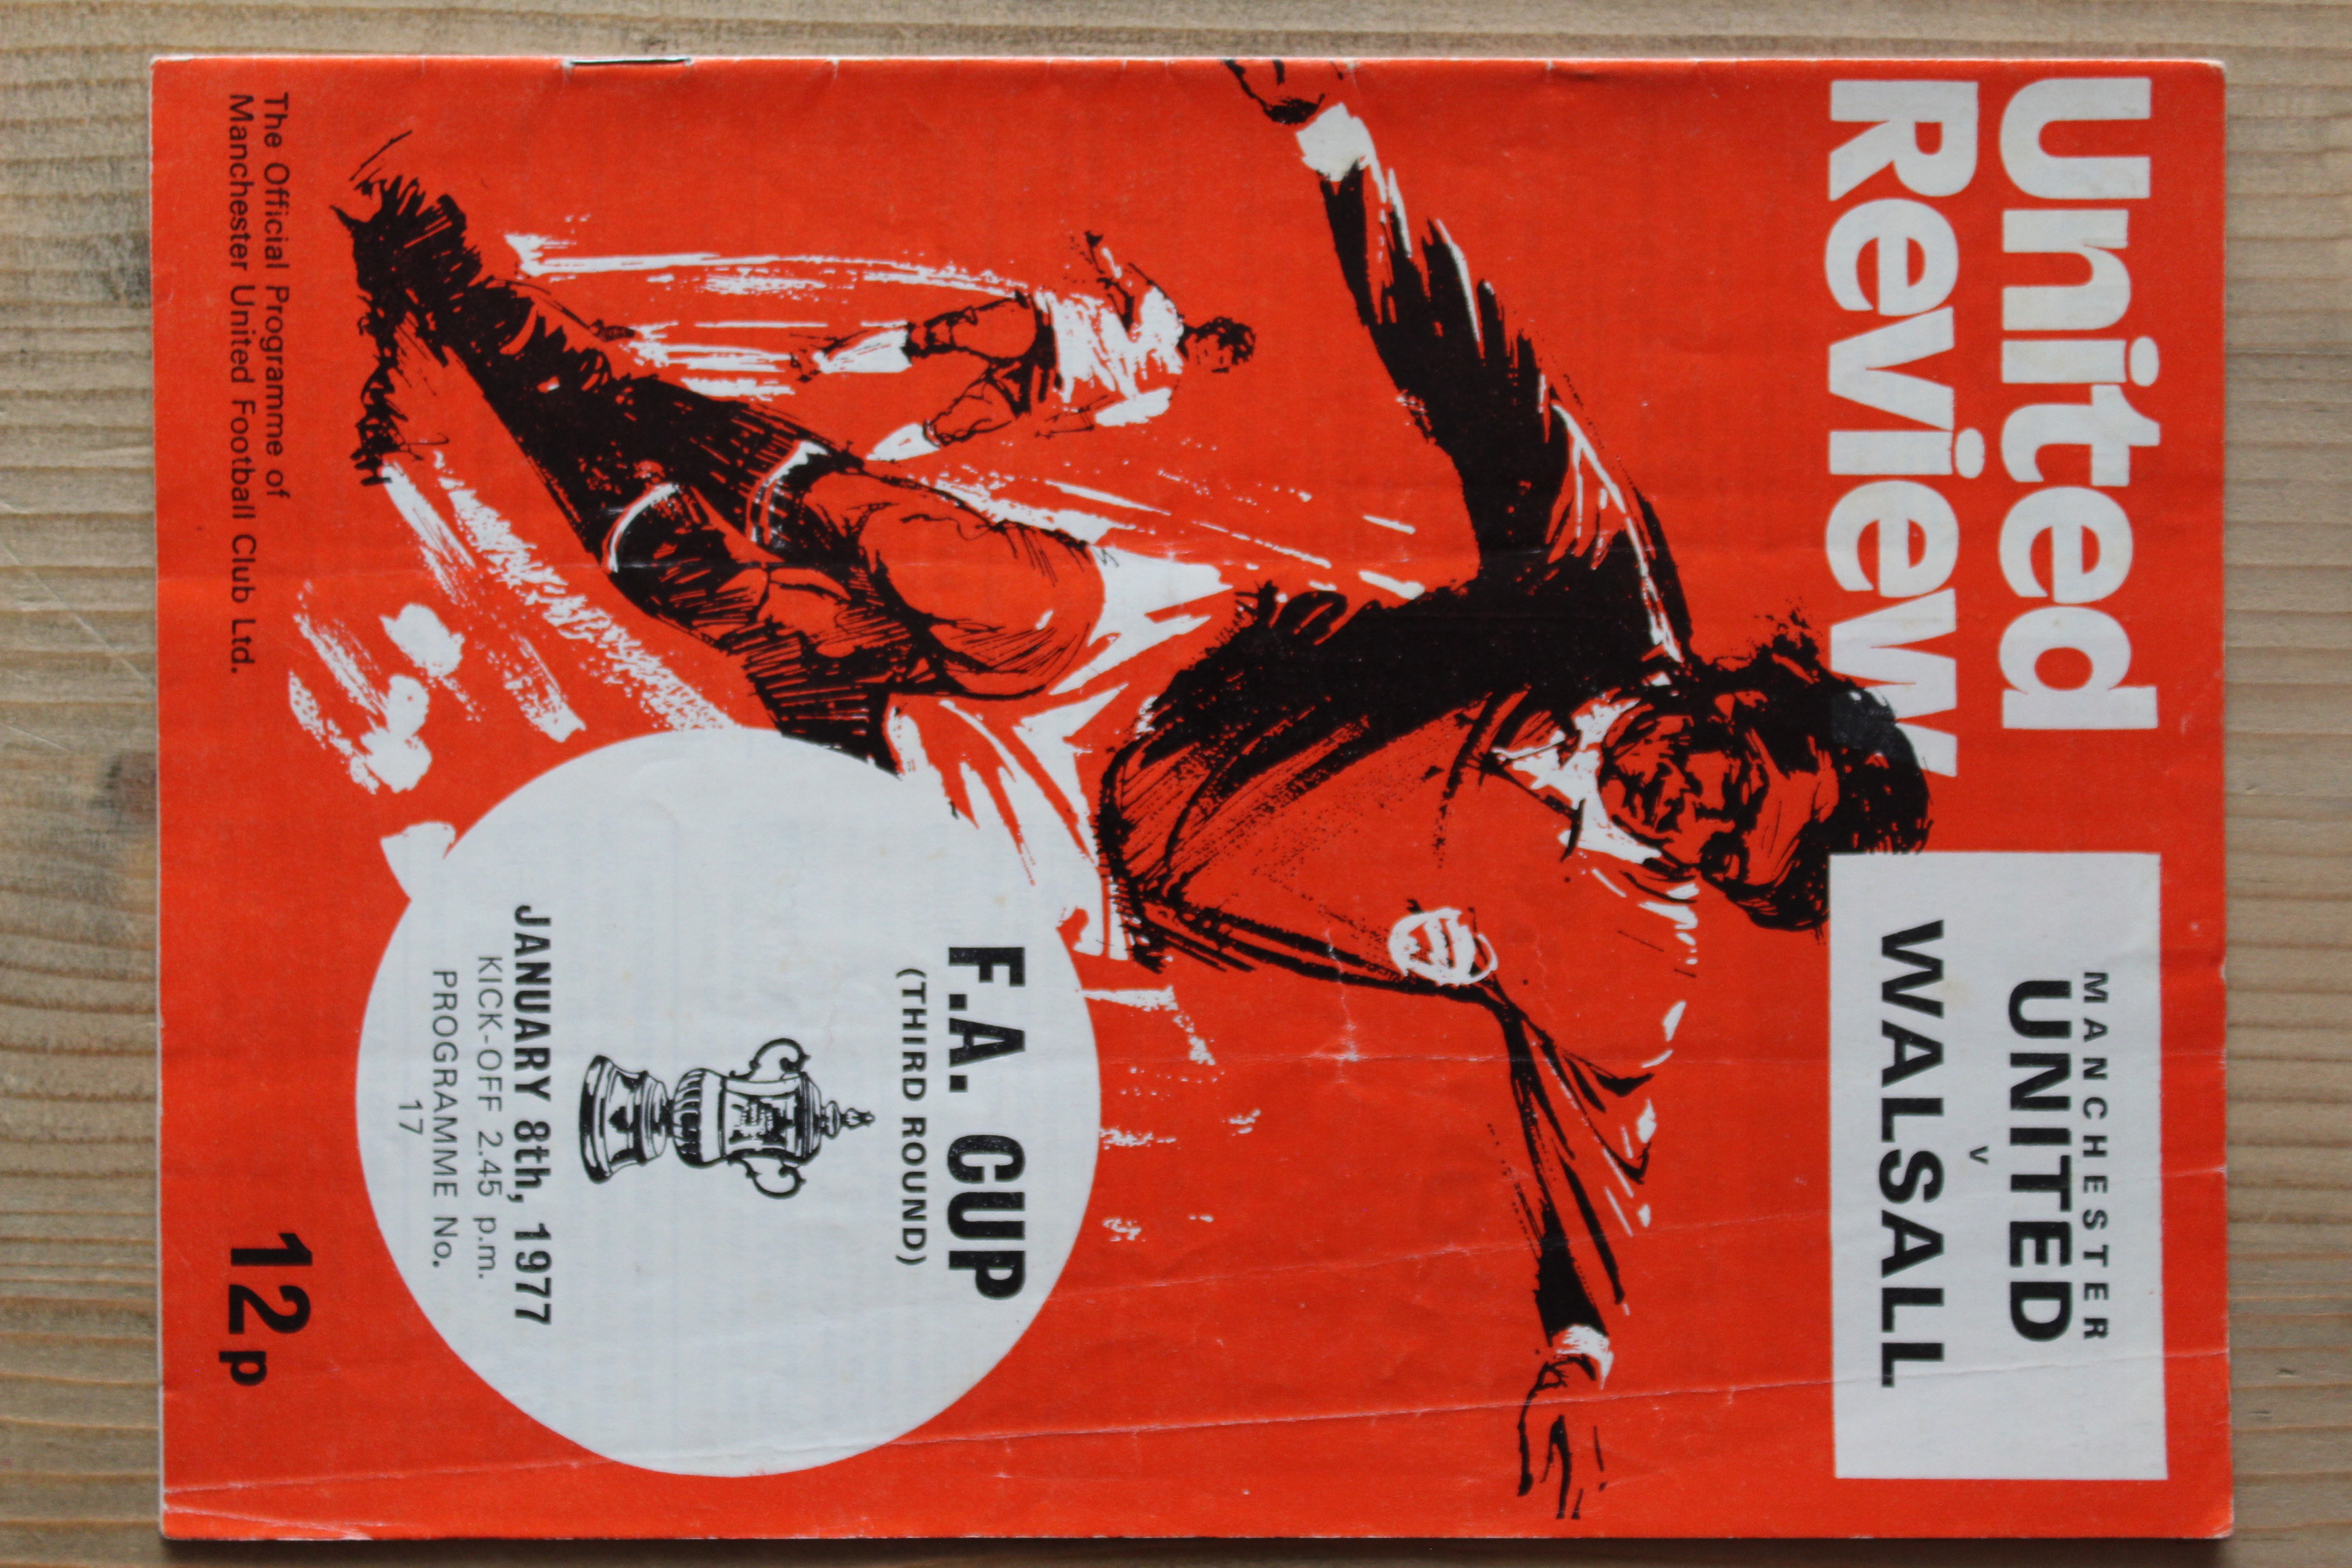 United
Review
MANCHESTER
UNITED
v
WALSALL
F.A. CUP
(THIRD ROUND)
JANUARY 8th, 1977
KICK-OFF 2.45 p.m.
PROGRAMME No.
17
The Official Programme of
Manchester United Football Club Ltd.
12p